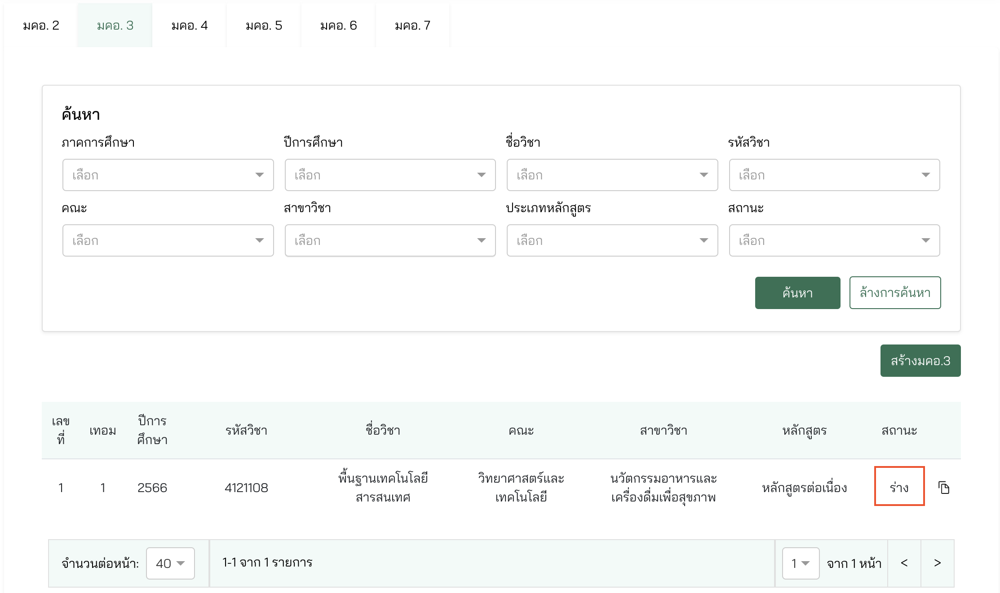 มคอ. 2 มคอ. 3 มคอ. 4 มคอ. 5 มคอ. 6 มคอ. 7
ค้นหา
ภาคการศึกษา ปีการศึกษา ชื่อวิชา รหัสวิชา
เลือก เลือก เลือก เลือก
คณะ สาขาวิชา ประเภทหลักสูตร สถานะ
เลือก เลือก เลือก เลือก
ค้นหา ล้างการค้นหา
สร้างมคอ.3
เลขที่ เทอม ปีการศึกษา รหัสวิชา ชื่อวิชา คณะ สาขาวิชา หลักสูตร สถานะ
1 1 2566 4121108 พื้นฐานเทคโนโลยีสารสนเทศ วิทยาศาสตร์และเทคโนโลยี นวัตกรรมอาหารและเครื่องดื่มเพื่อสุขภาพ หลักสูตรต่อเนื่อง ร่าง
จำนวนต่อหน้า: 40 1-1 จาก 1 รายการ 1 จาก 1 หน้า < >